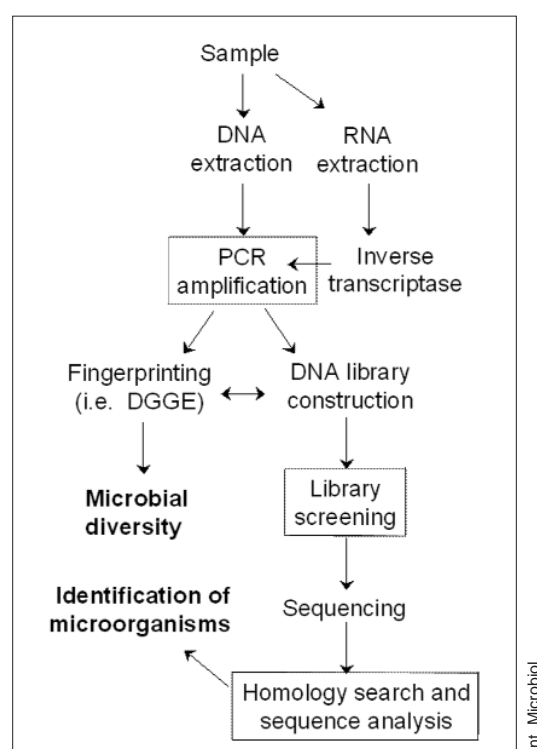 Sample
DNA
extraction
RNA
extraction
PCR
amplification
Inverse
transcriptase
Fingerprinting
(i.e. DGGE)
DNA library
construction
Microbial
diversity
Library
screening
Identification of
microorganisms
Sequencing
Homology search and
sequence analysis
Microbiol